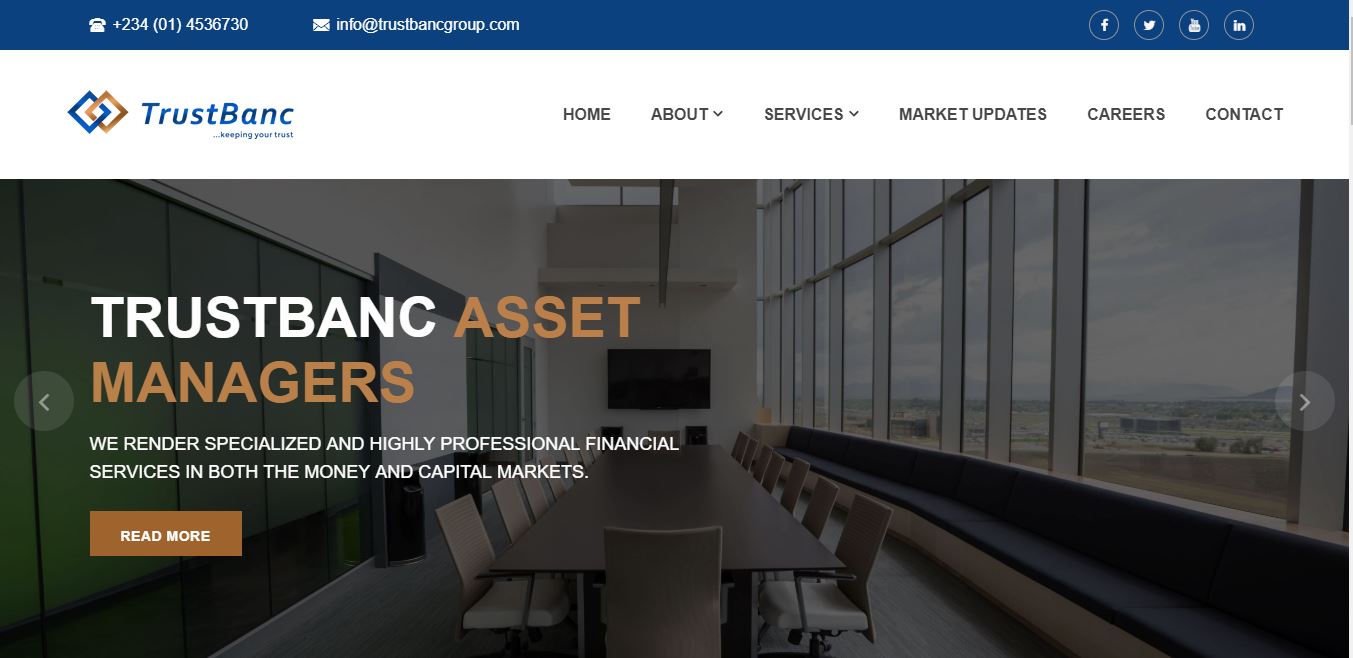 +234 (01) 4536730 info@trustbancgroup.com
TrustBanc
...keeping your trust
HOME ABOUT SERVICES MARKET UPDATES CAREERS CONTACT
TRUSTBANC ASSET
MANAGERS
WE RENDER SPECIALIZED AND HIGHLY PROFESSIONAL FINANCIAL
SERVICES IN BOTH THE MONEY AND CAPITAL MARKETS.
READ MORE